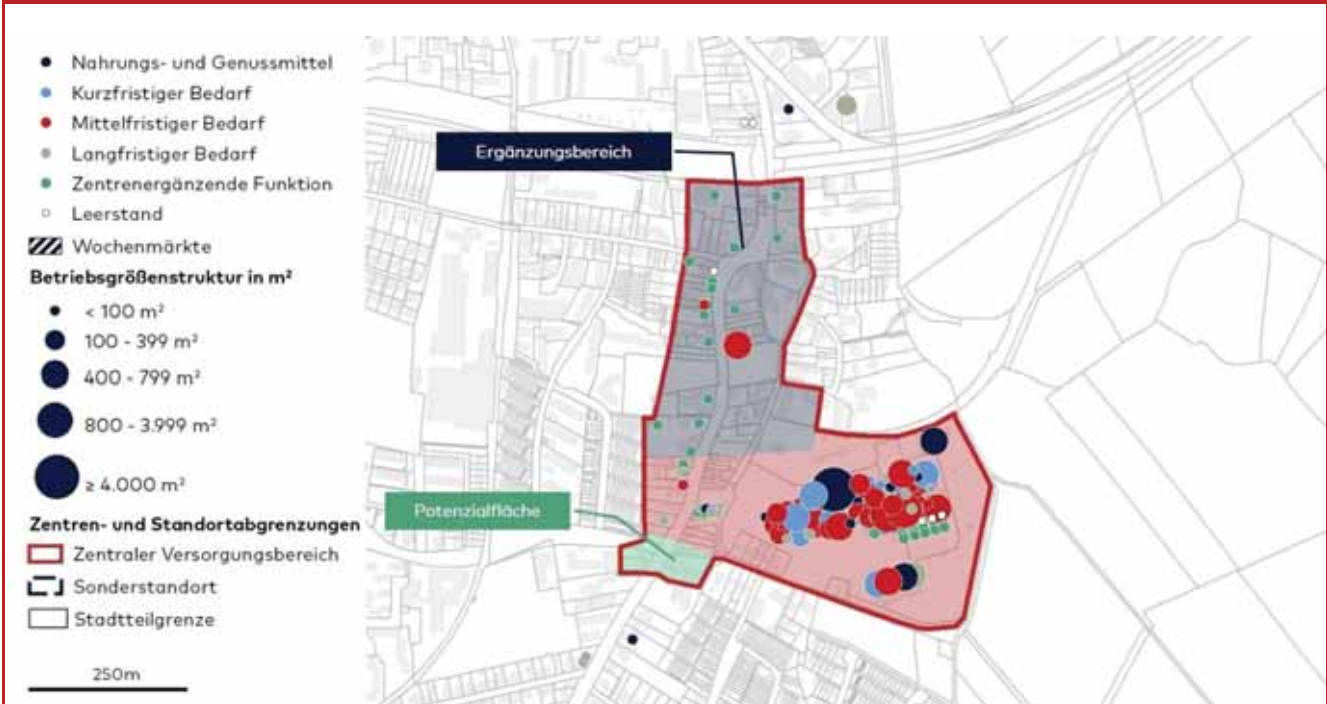 Nahrungs- und Genussmittel
Kurzfristiger Bedarf
Mittelfristiger Bedarf
Langfristiger Bedarf
Zentrenergänzende Funktion
Leerstand
Wochenmärkte
Betriebsgrößenstruktur in m²
< 100 m²
100 - 399 m²
400 - 799 m²
800 - 3.999 m²
≥ 4.000 m²
Zentren- und Standortabgrenzungen
Zentraler Versorgungsbereich
Sonderstandort
Stadtteilgrenze
250m
Ergänzungsbereich
Potenzialfläche